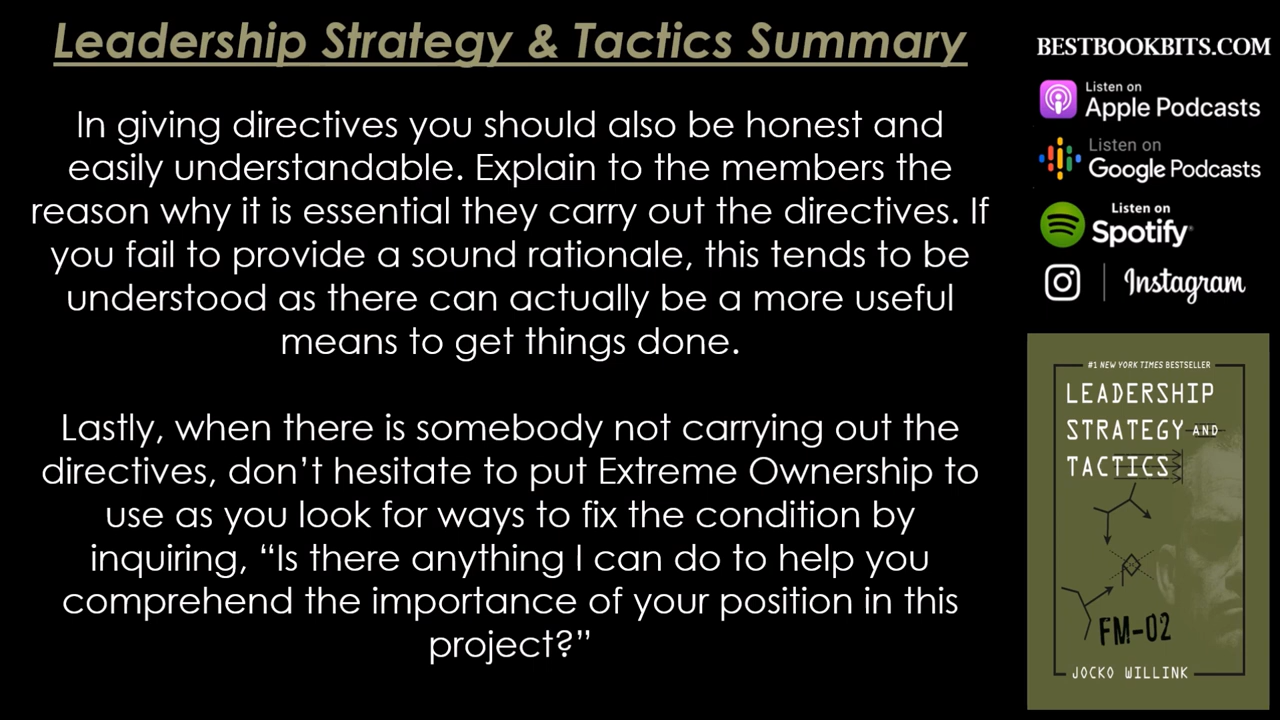 Leadership Strategy & Tactics Summary
In giving directives you should also be honest and
easily understandable. Explain to the members the
reason why it is essential they carry out the directives. If
you fail to provide a sound rationale, this tends to be
understood as there can actually be a more useful
means to get things done.
Lastly, when there is somebody not carrying out the
directives, don’t hesitate to put Extreme Ownership to
use as you look for ways to fix the condition by
inquiring, “Is there anything I can do to help you
comprehend the importance of your position in this
project?”
BESTBOOKBITS.COM
Listen on
Apple Podcasts
Listen on
Google Podcasts
Listen on
Spotify
Instagram
#1 NEW YORK TIMES BESTSELLER
LEADERSHIP
STRATEGY AND
TACTICS
FM-02
JOCKO WILLINK